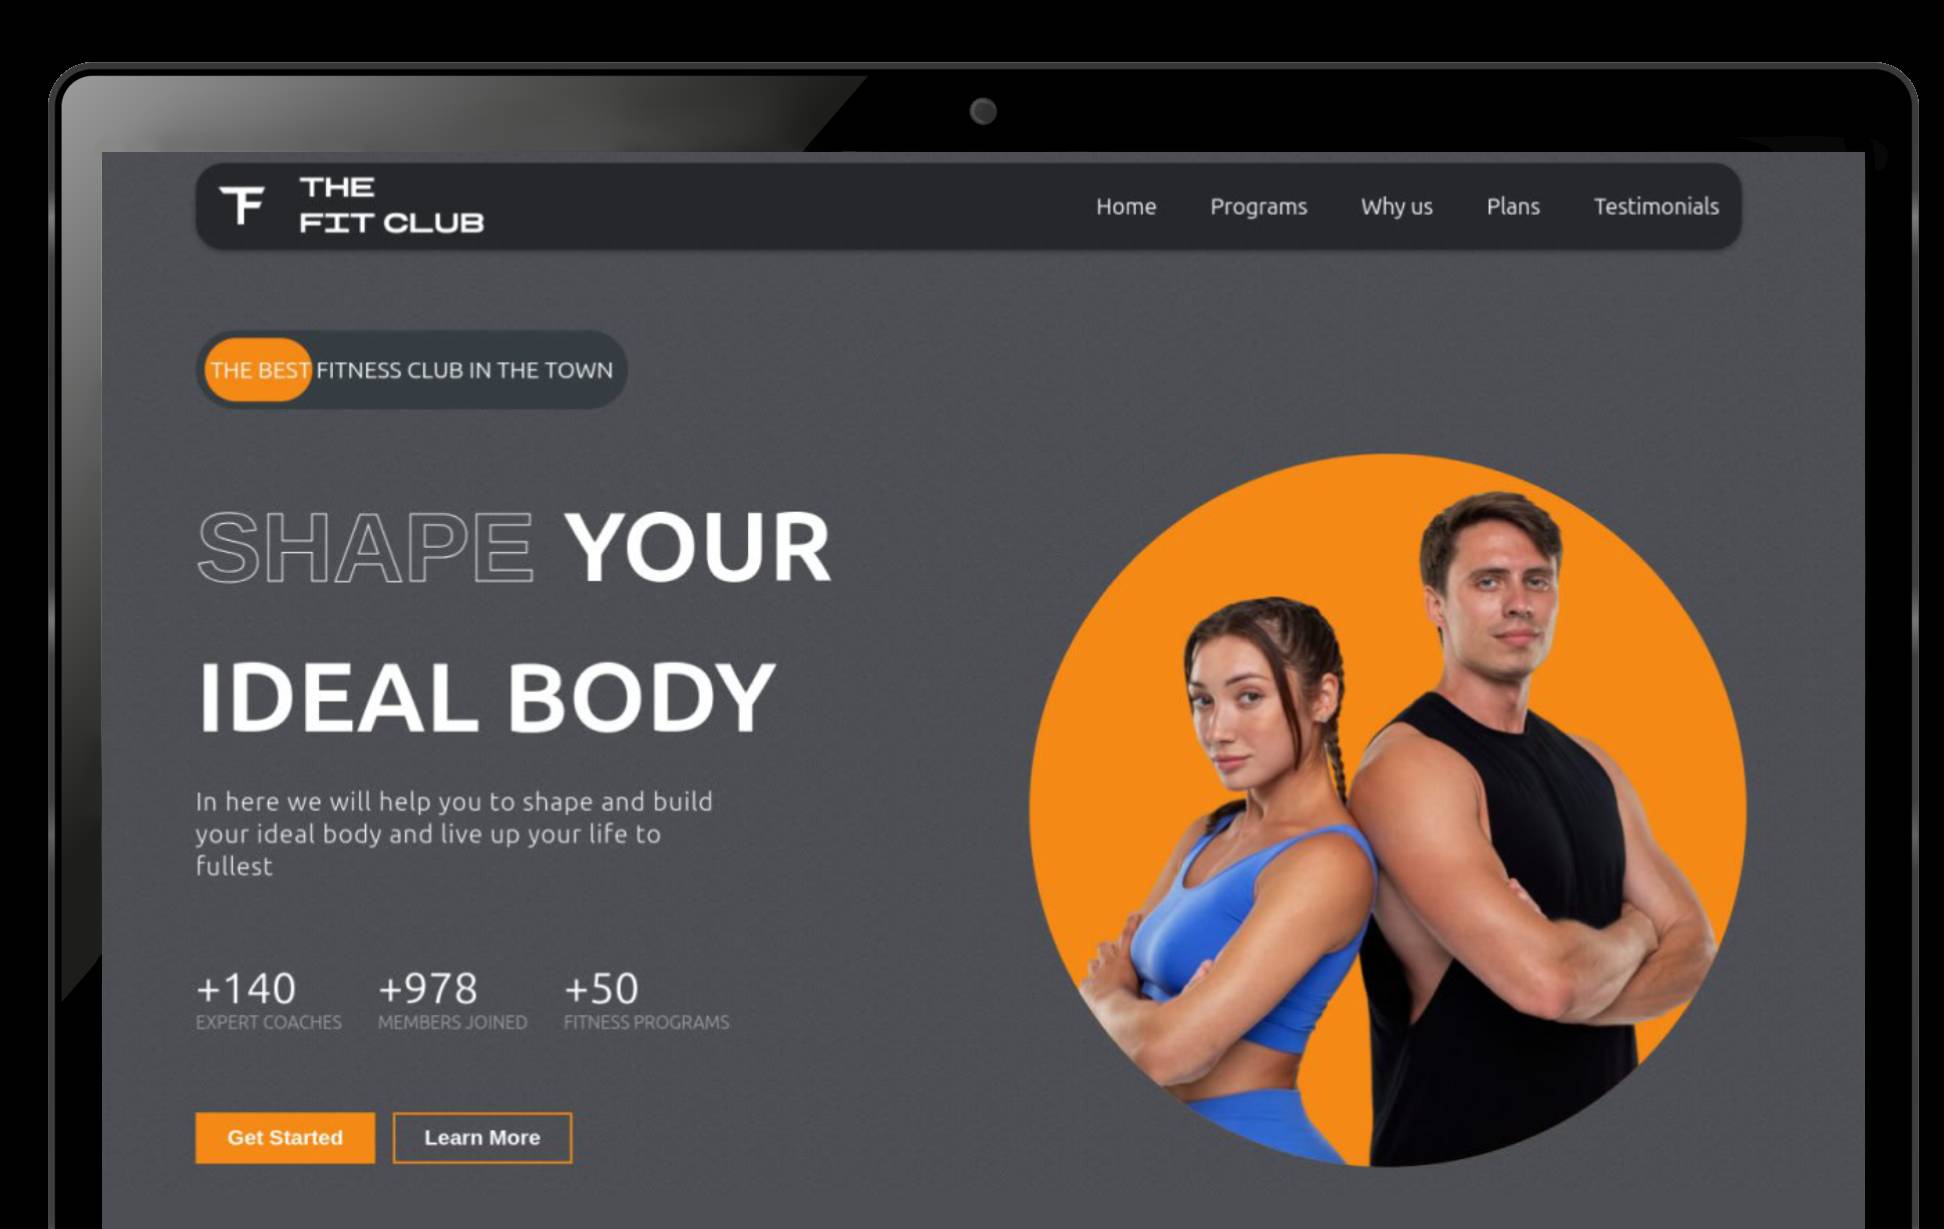 THE
FIT CLUB
Home Programs Why us Plans Testimonials
THE BEST FITNESS CLUB IN THE TOWN
SHAPE YOUR
IDEAL BODY
In here we will help you to shape and build
your ideal body and live up your life to
fullest
+140 +978 +50
EXPERT COACHES MEMBERS JOINED FITNESS PROGRAMS
Get Started Learn More